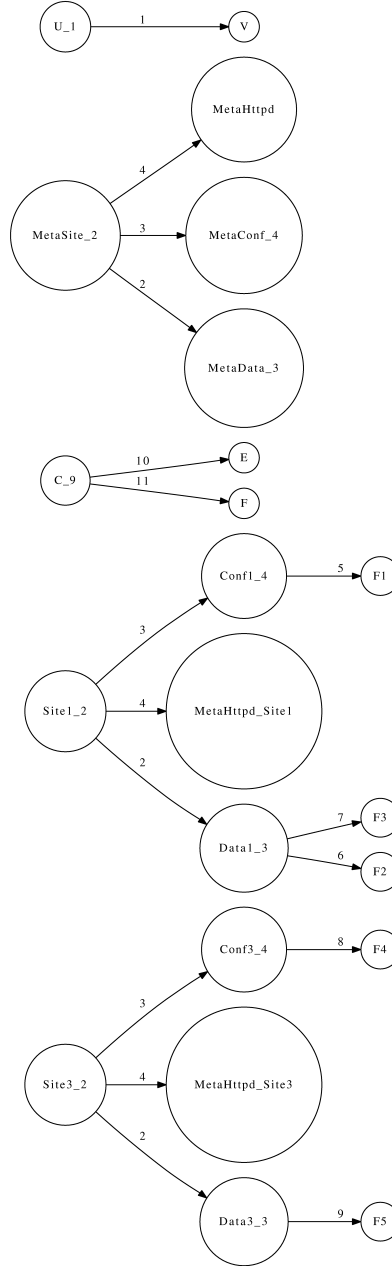 U_1
1
V
MetaHttpd
4
MetaSite_2
3
MetaConf_4
2
MetaData_3
E
10
C_9
11
F
Conf1_4
5
F1
3
Site1_2
4
MetaHttpd_Site1
2
7
F3
Data1_3
6
F2
Conf3_4
8
F4
3
Site3_2
4
MetaHttpd_Site3
2
Data3_3
9
F5